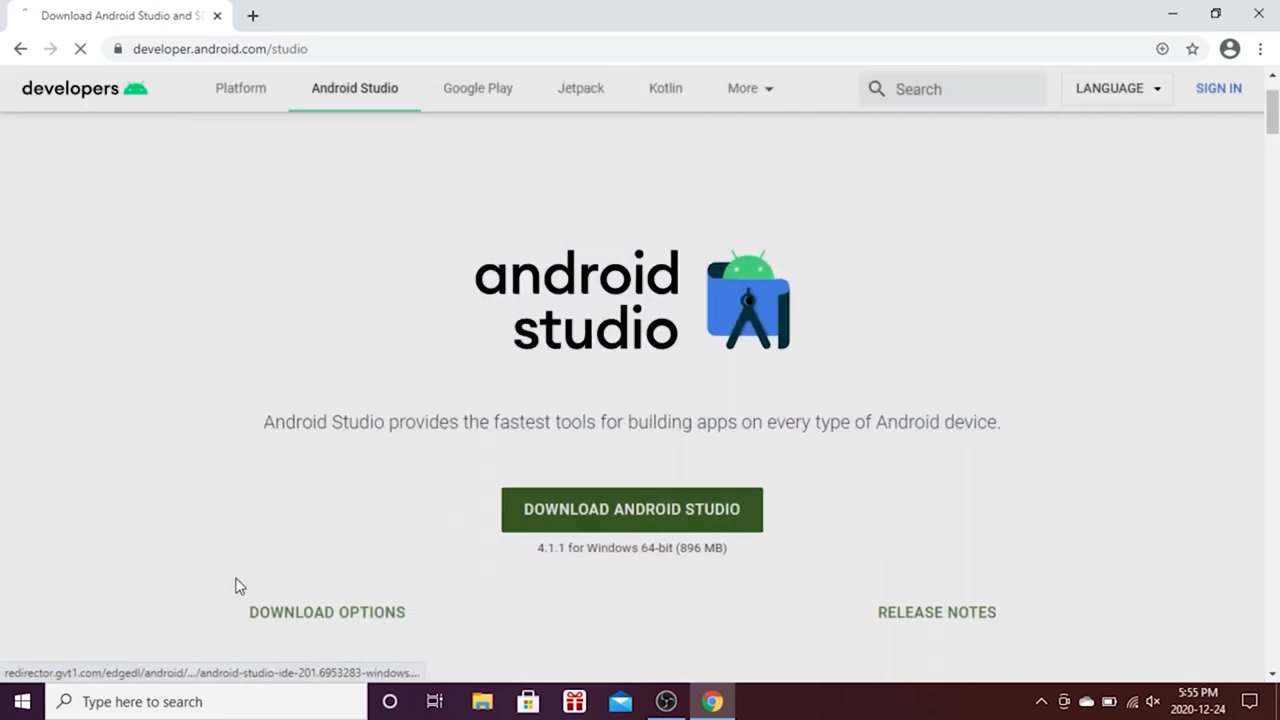 Download Android Studio and S
developer.android.com/studio
developers
Platform
Android Studio
Google Play
Jetpack
Kotlin
More
Search
LANGUAGE
SIGN IN
android
studio
Android Studio provides the fastest tools for building apps on every type of Android device.
DOWNLOAD ANDROID STUDIO
4.1.1 for Windows 64-bit (896 MB)
DOWNLOAD OPTIONS
RELEASE NOTES
redirector.gvt1.com/edgedl/android/.../android-studio-ide-201.6953283-windows...
Type here to search
5:55 PM
2020-12-24